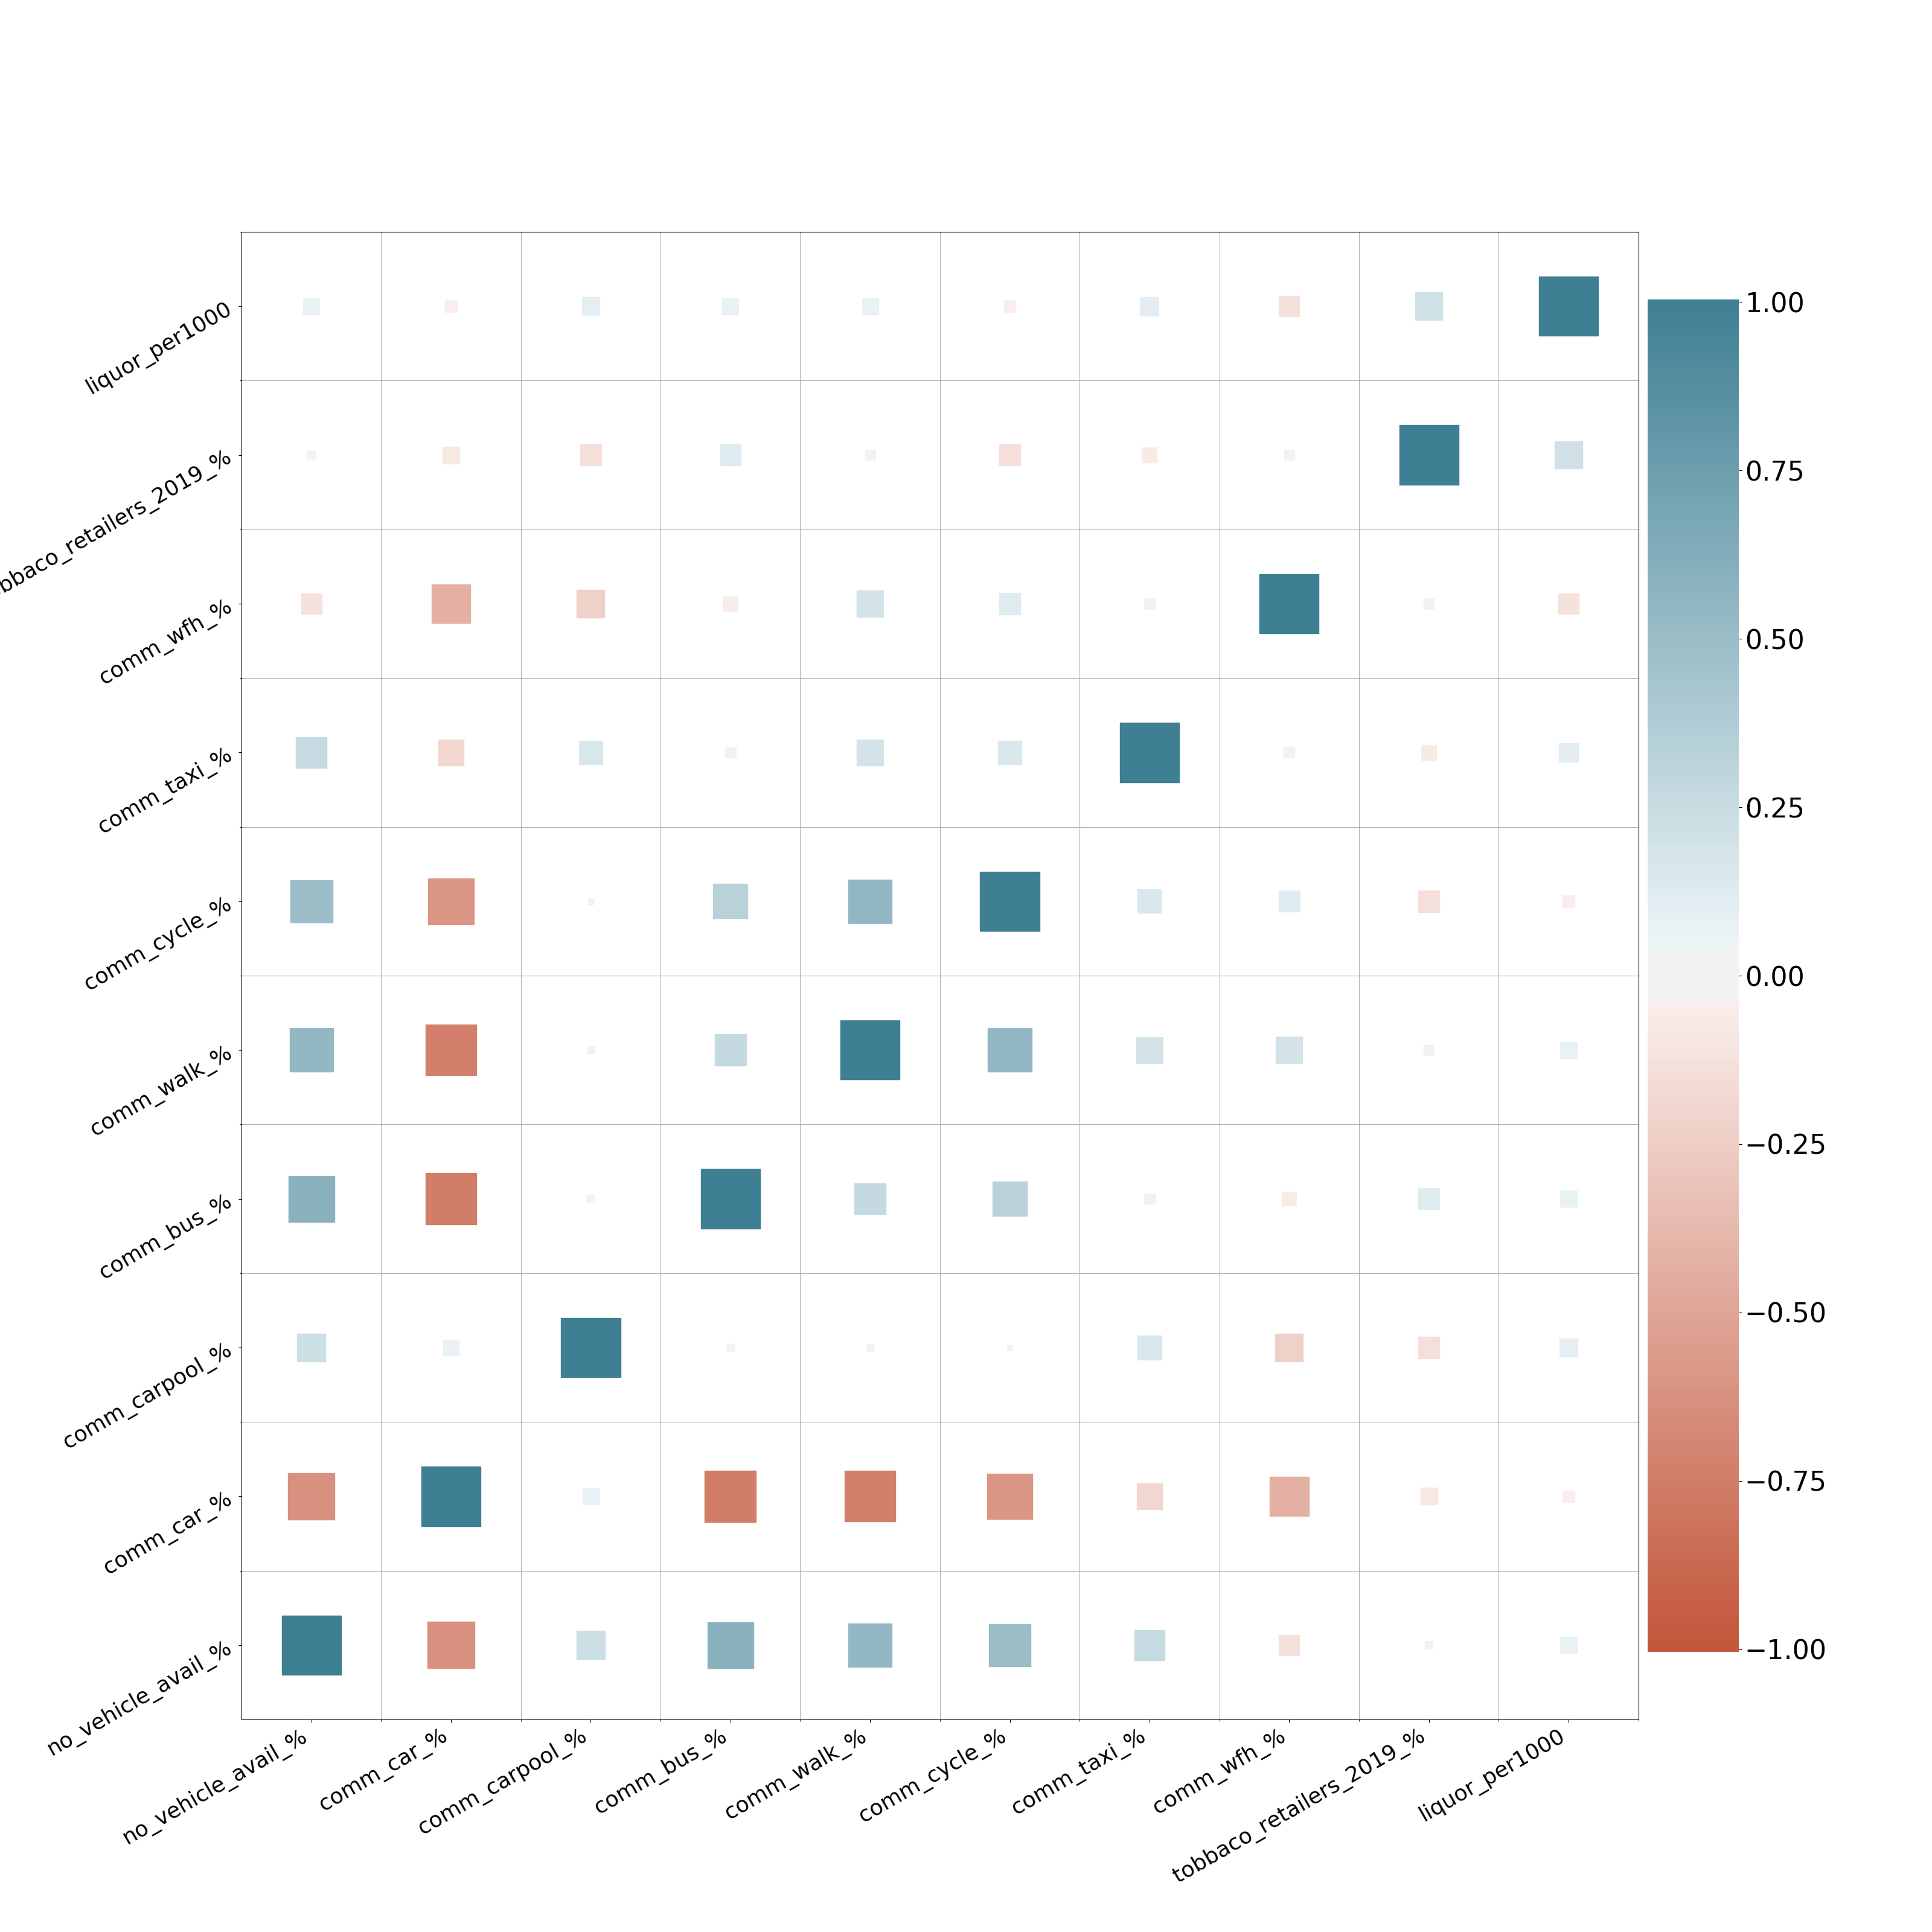 liquor_per1000
bbaco_retailers_2019_%
comm_wfh_%
comm_taxi_%
comm_cycle_%
comm_walk_%
comm_bus_%
comm_carpool_%
comm_car_%
no_vehicle_avail_%
no_vehicle_avail_%
comm_car_%
comm_carpool_%
comm_bus_%
comm_walk_%
comm_cycle_%
comm_taxi_%
comm_wfh_%
tobbaco_retailers_2019_%
liquor_per1000
1.00
0.75
0.50
0.25
0.00
−0.25
−0.50
−0.75
−1.00